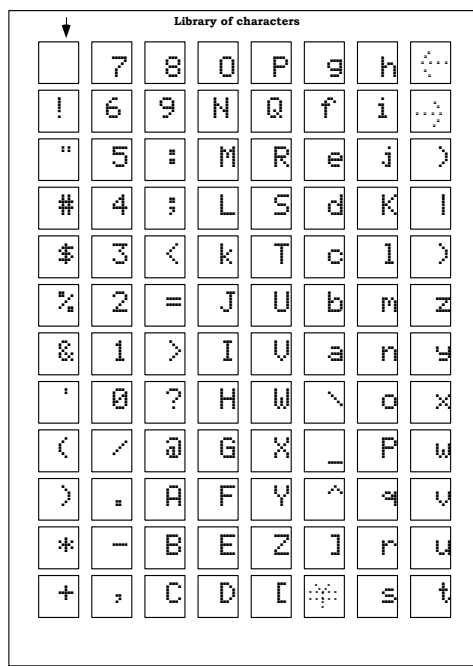 Library of characters
7 8 O P g h ←
! 6 9 N Q f i →
" 5 : M R e j )
# 4 ; L S d K !
$ 3 < k T c l )
% 2 = J U b m z
& 1 > I V a n y
' 0 ? H W \ o x
( / @ G X _ P w
) . A F Y ^ q v
* - B E Z ] r u
+ , C D [ ¥ s t